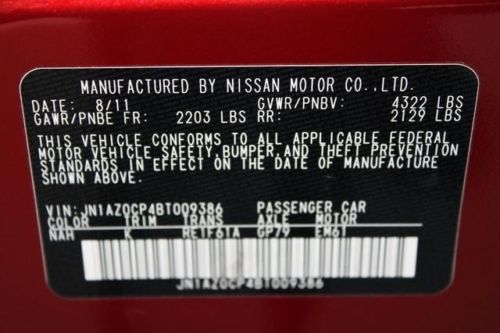 MANUFACTURED BY NISSAN MOTOR CO.,LTD.
DATE: 8/11 GVWR/PNBV: 4322 LBS
GAWR/PNBE FR: 2203 LBS RR: 2129 LBS
THIS VEHICLE CONFORMS TO ALL APPLICABLE FEDERAL
MOTOR VEHICLE SAFETY, BUMPER, AND THEFT PREVENTION
STANDARDS IN EFFECT ON THE DATE OF MANUFACTURE
SHOWN ABOVE.
VIN: JN1AZ0CP4BT009386 PASSENGER CAR
COLOR TRIM TRANS AXLE MOTOR
NAH K RE1F61A GP79 EM61
JN1AZ0CP4BT009386